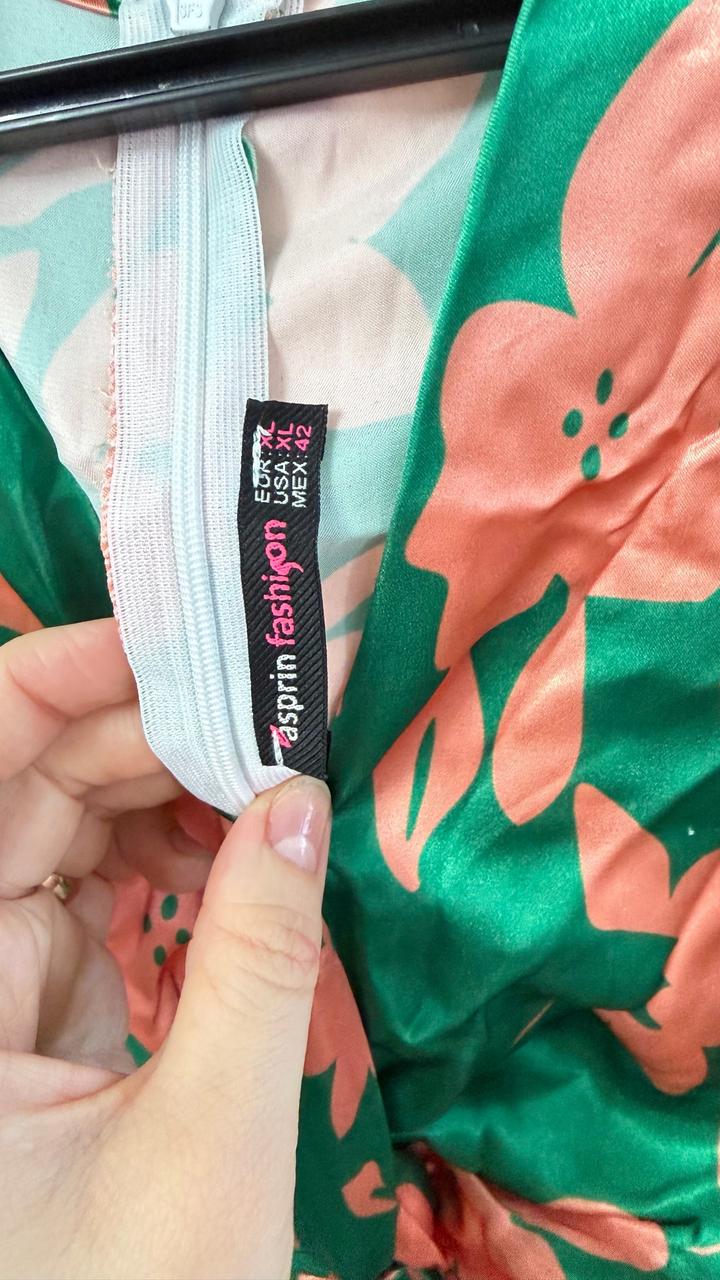 asprin fashion
EUR: XL
USA: XL
MEX: 42